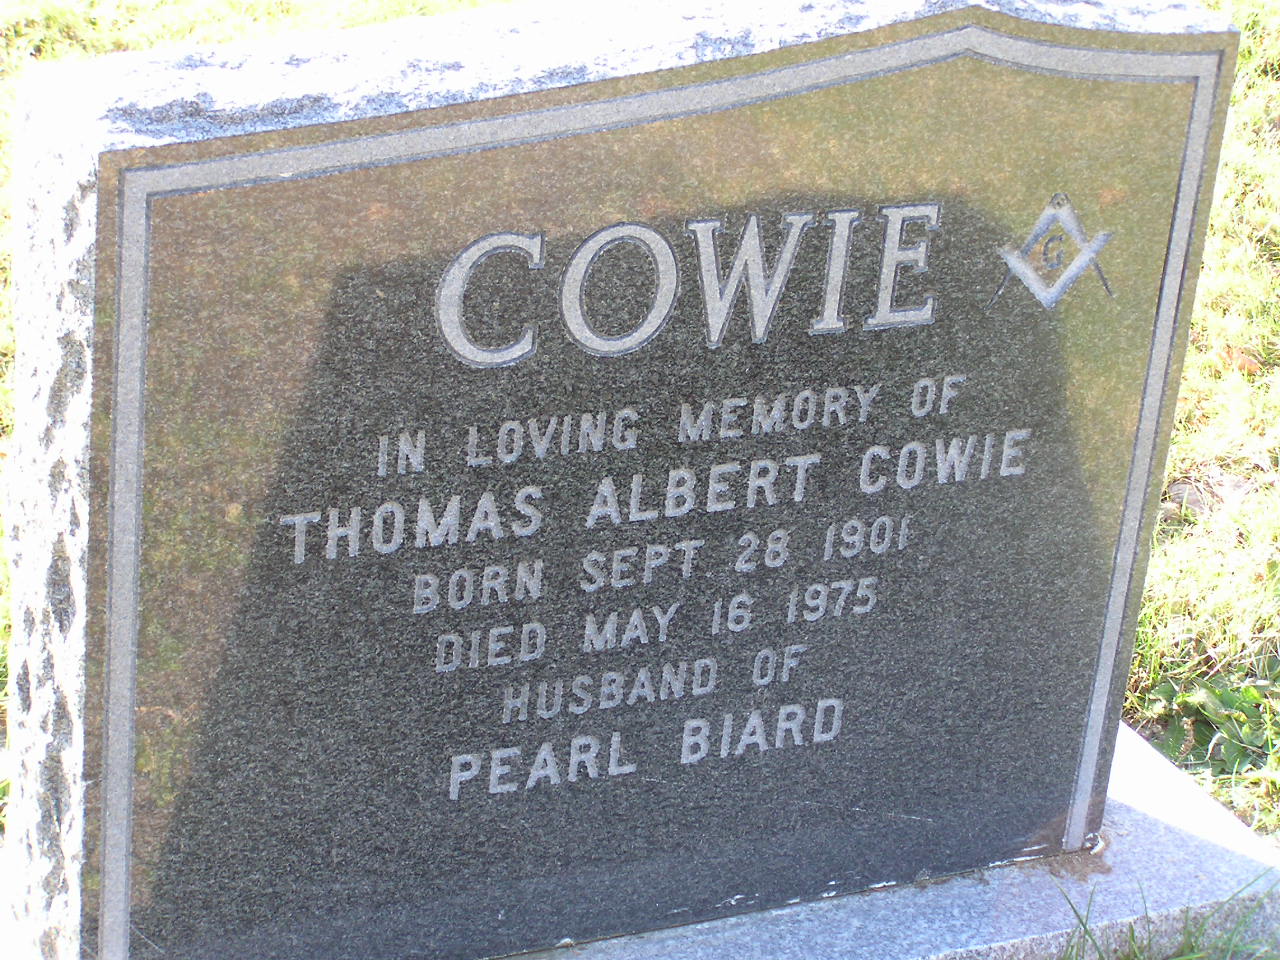 COWIE
G
IN LOVING MEMORY OF
THOMAS ALBERT COWIE
BORN SEPT. 28 1901
DIED MAY 16 1975
HUSBAND OF
PEARL BIARD